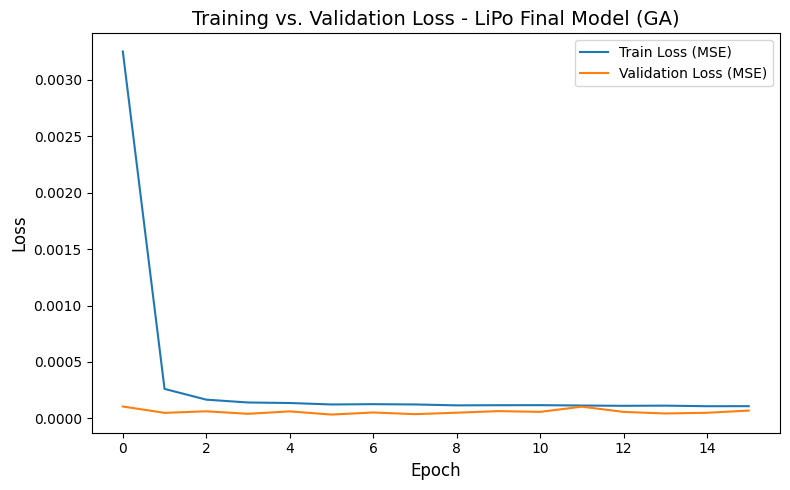 Training vs. Validation Loss - LiPo Final Model (GA)
Train Loss (MSE)
Validation Loss (MSE)
0.0030
0.0025
0.0020
0.0015
0.0010
0.0005
0.0000
Loss
0 2 4 6 8 10 12 14
Epoch